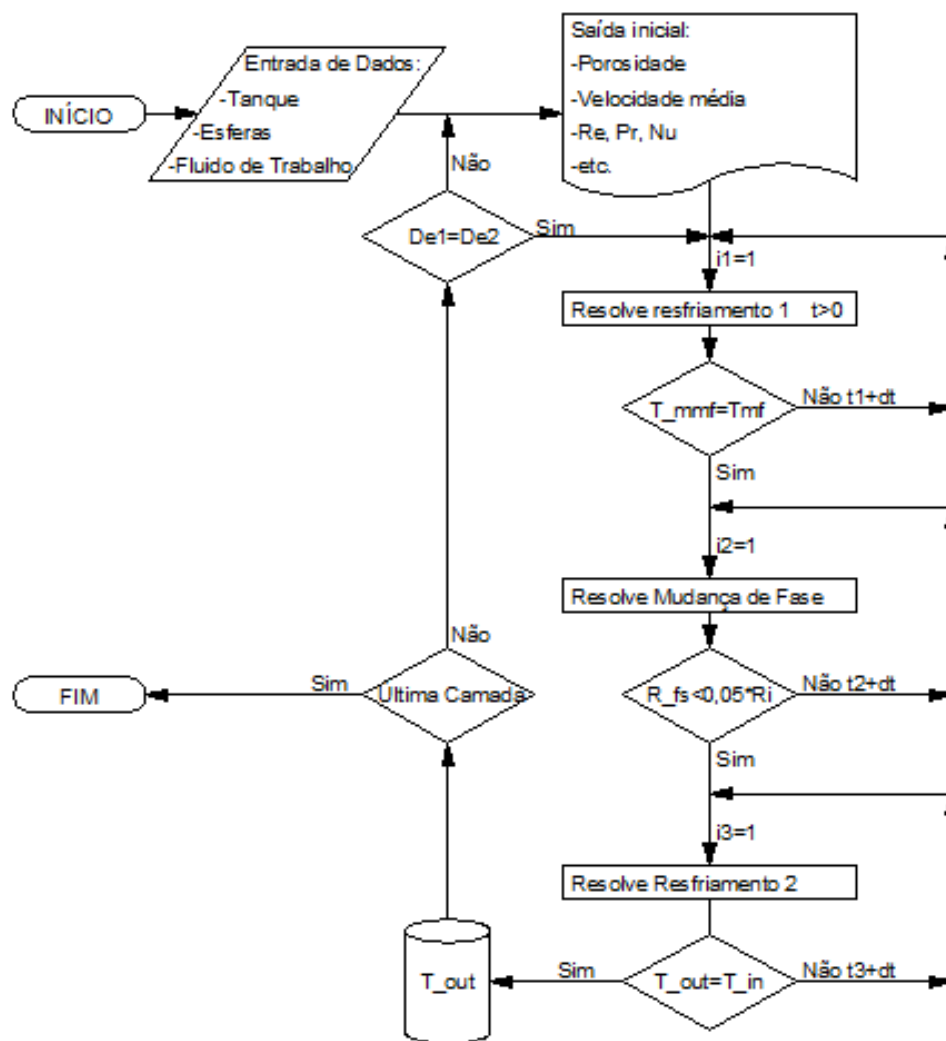 INÍCIO
Entrada de Dados:
-Tanque
-Esferas
-Fluido de Trabalho
Saída inicial:
-Porosidade
-Velocidade média
-Re, Pr, Nu
-etc.
Não
De1=De2
Sim
i1=1
Resolve resfriamento 1 t>0
T_mmf=Tmf
Não t1+dt
Sim
i2=1
Resolve Mudança de Fase
R_fs<0,05*Ri
Não t2+dt
Sim
i3=1
Resolve Resfriamento 2
T_out=T_in
Não t3+dt
Sim
T_out
Última Camada
Não
Sim
FIM